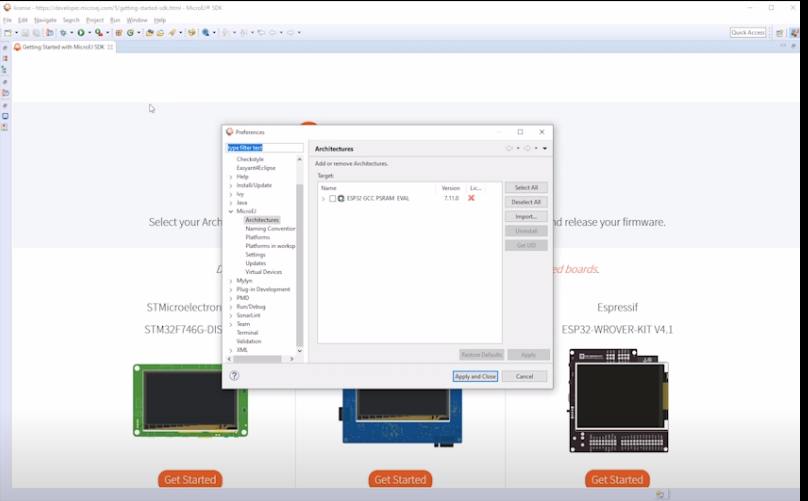 license - https://developer.microej.com/5/getting-started-sdk.html - MicroEJ® SDK
File Edit Navigate Search Project Run Window Help
Quick Access
Getting Started with MicroEJ SDK
Preferences
type filter text
Checkstyle
Easyant4Eclipse
Help
Install/Update
Ivy
Java
MicroEJ
Architectures
Naming Convention
Platforms
Platforms in worksp
Settings
Updates
Virtual Devices
Mylyn
Plug-in Development
PMD
Run/Debug
SonarLint
Team
Terminal
Validation
XML
Architectures
Add or remove Architectures.
Target:
Name Version Lic...
ESP32 GCC PSRAM EVAL 7.11.0
Select All
Deselect All
Import...
Uninstall
Get UID
Restore Defaults Apply
Apply and Close Cancel
Select your Arch
nd release your firmware.
D
ed boards.
STMicroelectron
STM32F746G-DIS
Espressif
ESP32-WROVER-KIT V4.1
Get Started
Get Started
Get Started